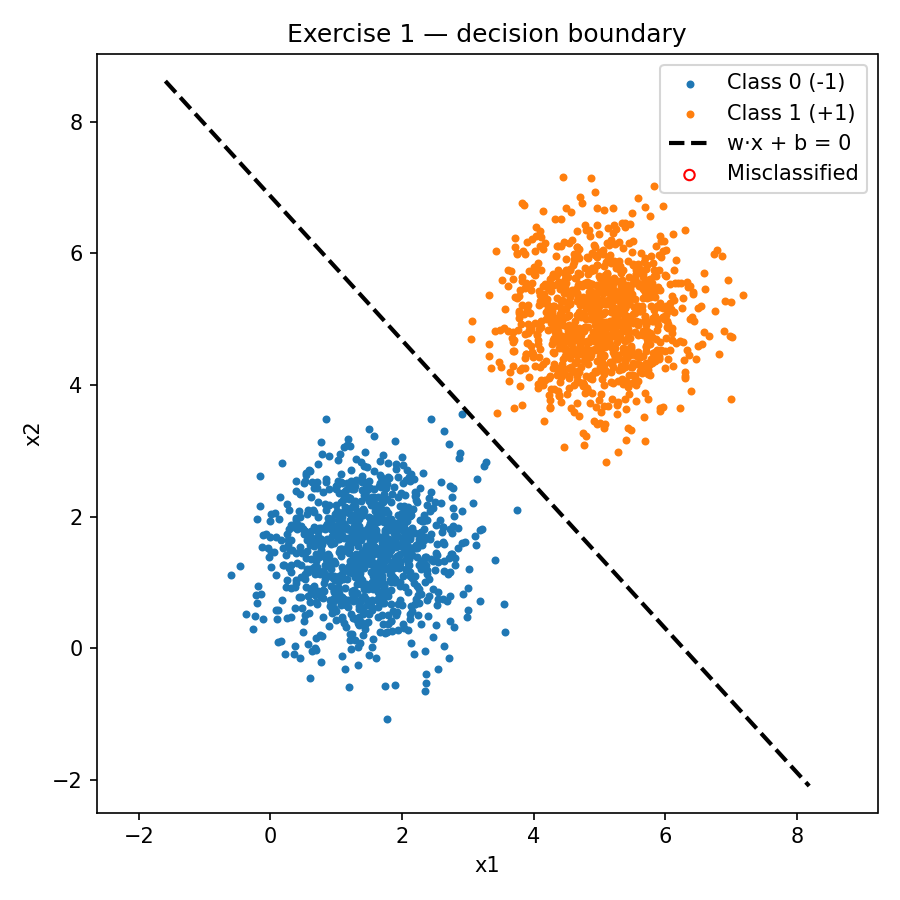 Exercise 1 — decision boundary
Class 0 (-1)
Class 1 (+1)
w·x + b = 0
Misclassified
8
6
4
2
0
−2
x2
−2
0
2
4
6
8
x1